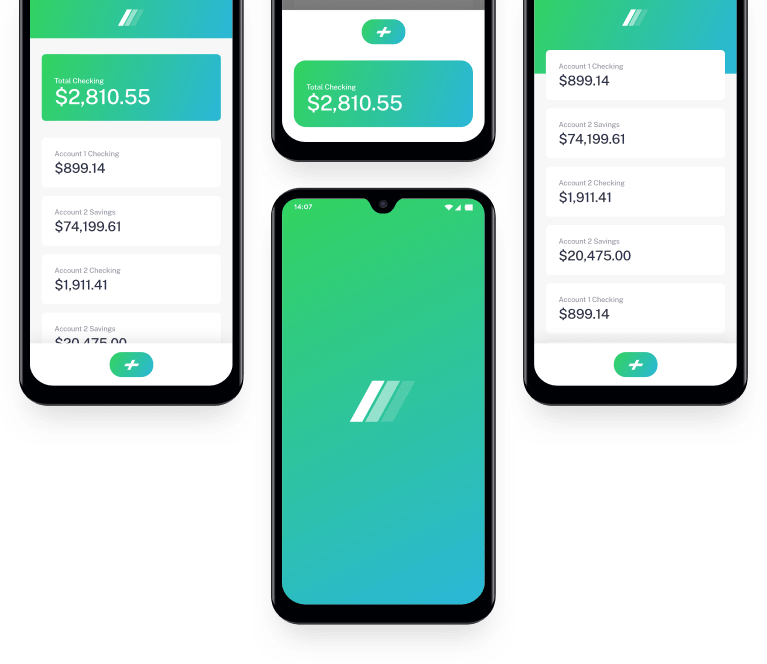 Total Checking
$2,810.55
Account 1 Checking
$899.14
Account 2 Savings
$74,199.61
Account 2 Checking
$1,911.41
Account 2 Savings
$20,475.00
Total Checking
$2,810.55
14:07
Account 1 Checking
$899.14
Account 2 Savings
$74,199.61
Account 2 Checking
$1,911.41
Account 2 Savings
$20,475.00
Account 1 Checking
$899.14